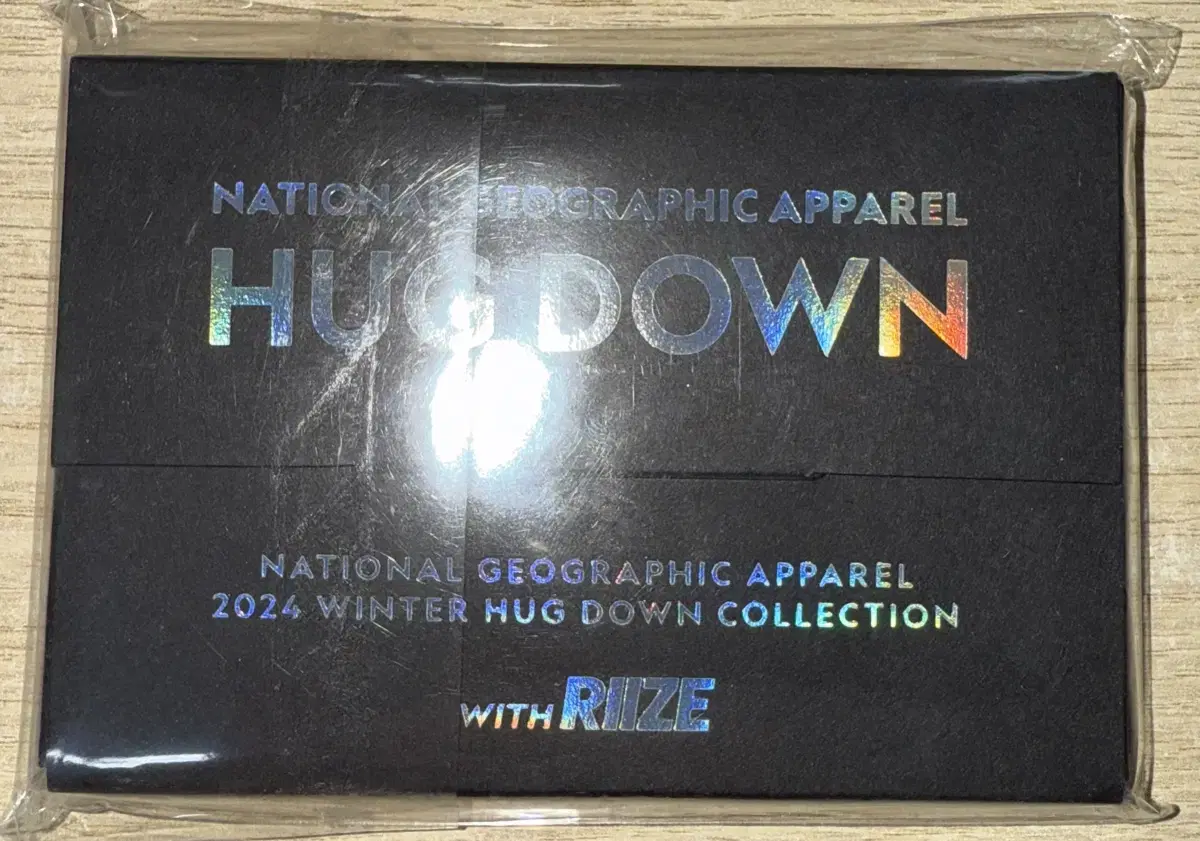 NATIONAL GEOGRAPHIC APPAREL
HUG DOWN
NATIONAL GEOGRAPHIC APPAREL
2024 WINTER HUG DOWN COLLECTION
WITH RIIZE